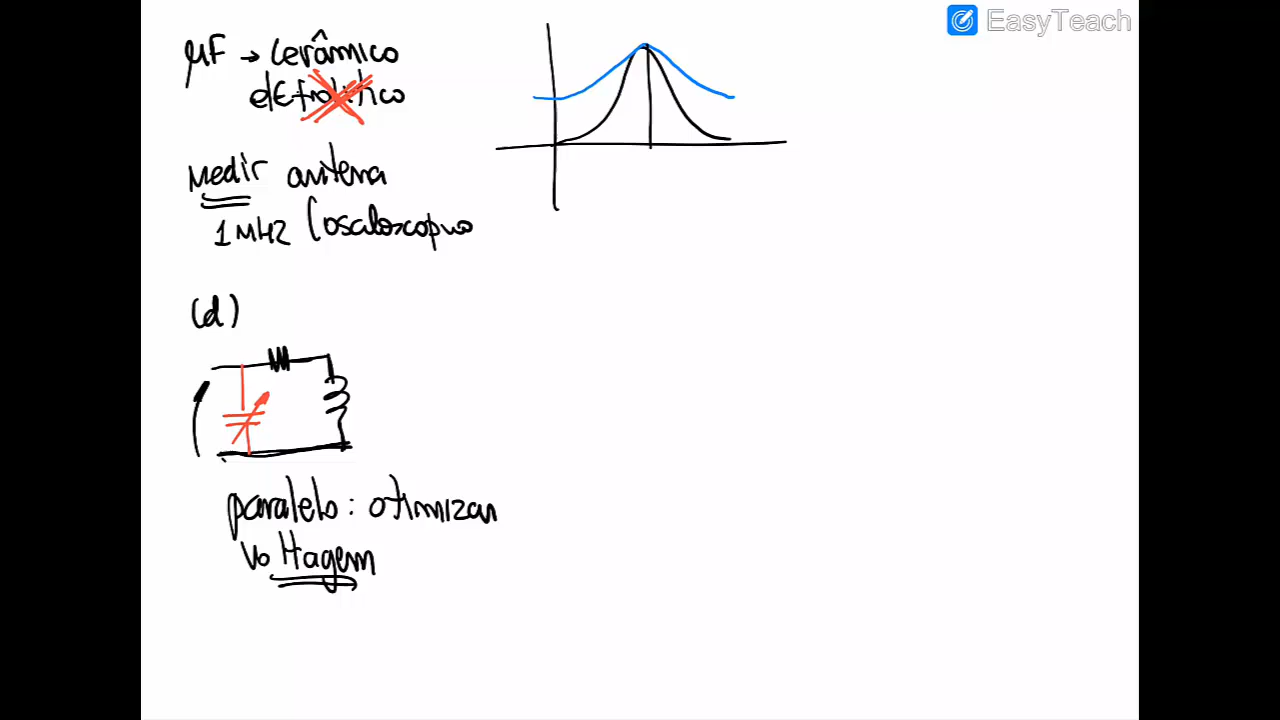 EasyTeach
μF → cerâmico
eletrolítico
Medir antena
1 MHz (osciloscópio
(d)
paralelo: otimizar
voltagem